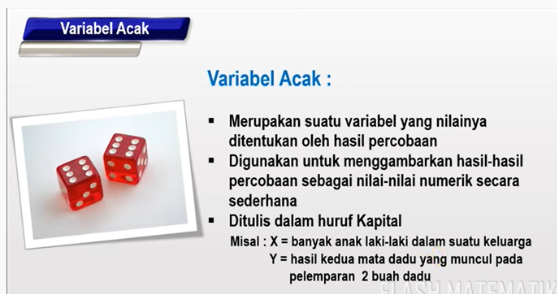 Variabel Acak
Variabel Acak :
▪ Merupakan suatu variabel yang nilainya
ditentukan oleh hasil percobaan
▪ Digunakan untuk menggambarkan hasil-hasil
percobaan sebagai nilai-nilai numerik secara
sederhana
▪ Ditulis dalam huruf Kapital
Misal : X = banyak anak laki-laki dalam suatu keluarga
Y = hasil kedua mata dadu yang muncul pada
pelemparan 2 buah dadu
FLASH MATEMATIK